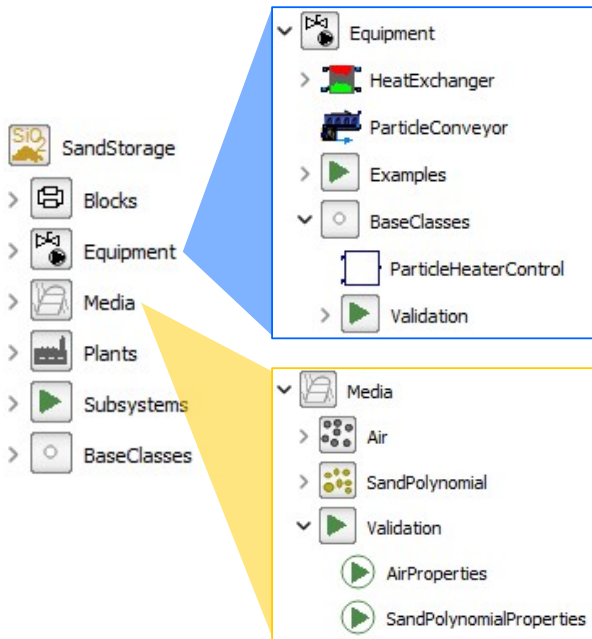 SiO2
SandStorage
Blocks
Equipment
Media
Plants
Subsystems
BaseClasses
Equipment
HeatExchanger
ParticleConveyor
Examples
BaseClasses
ParticleHeaterControl
Validation
Media
Air
SandPolynomial
Validation
AirProperties
SandPolynomialProperties